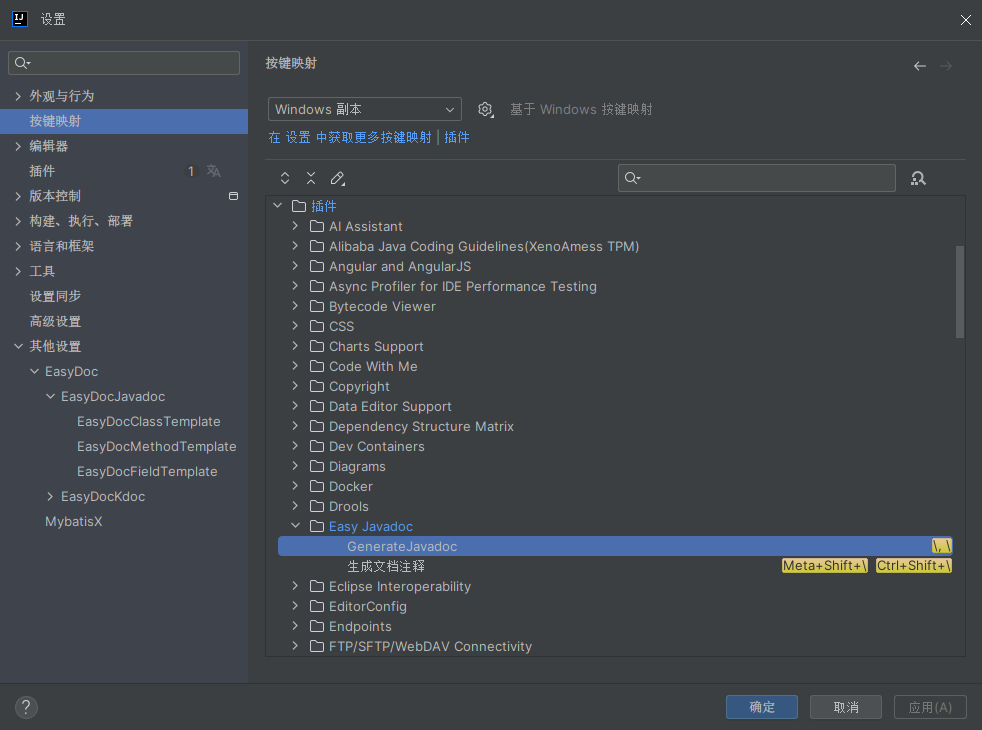 设置
外观与行为
按键映射
编辑器
插件 1
版本控制
构建、执行、部署
语言和框架
工具
设置同步
高级设置
其他设置
EasyDoc
EasyDocJavadoc
EasyDocClassTemplate
EasyDocMethodTemplate
EasyDocFieldTemplate
EasyDocKdoc
MybatisX
按键映射
Windows 副本 基于 Windows 按键映射
在 设置 中获取更多按键映射 | 插件
插件
AI Assistant
Alibaba Java Coding Guidelines(XenoAmess TPM)
Angular and AngularJS
Async Profiler for IDE Performance Testing
Bytecode Viewer
CSS
Charts Support
Code With Me
Copyright
Data Editor Support
Dependency Structure Matrix
Dev Containers
Diagrams
Docker
Drools
Easy Javadoc
GenerateJavadoc \, \
生成文档注释 Meta+Shift+\ Ctrl+Shift+\
Eclipse Interoperability
EditorConfig
Endpoints
FTP/SFTP/WebDAV Connectivity
? 确定 取消 应用(A)